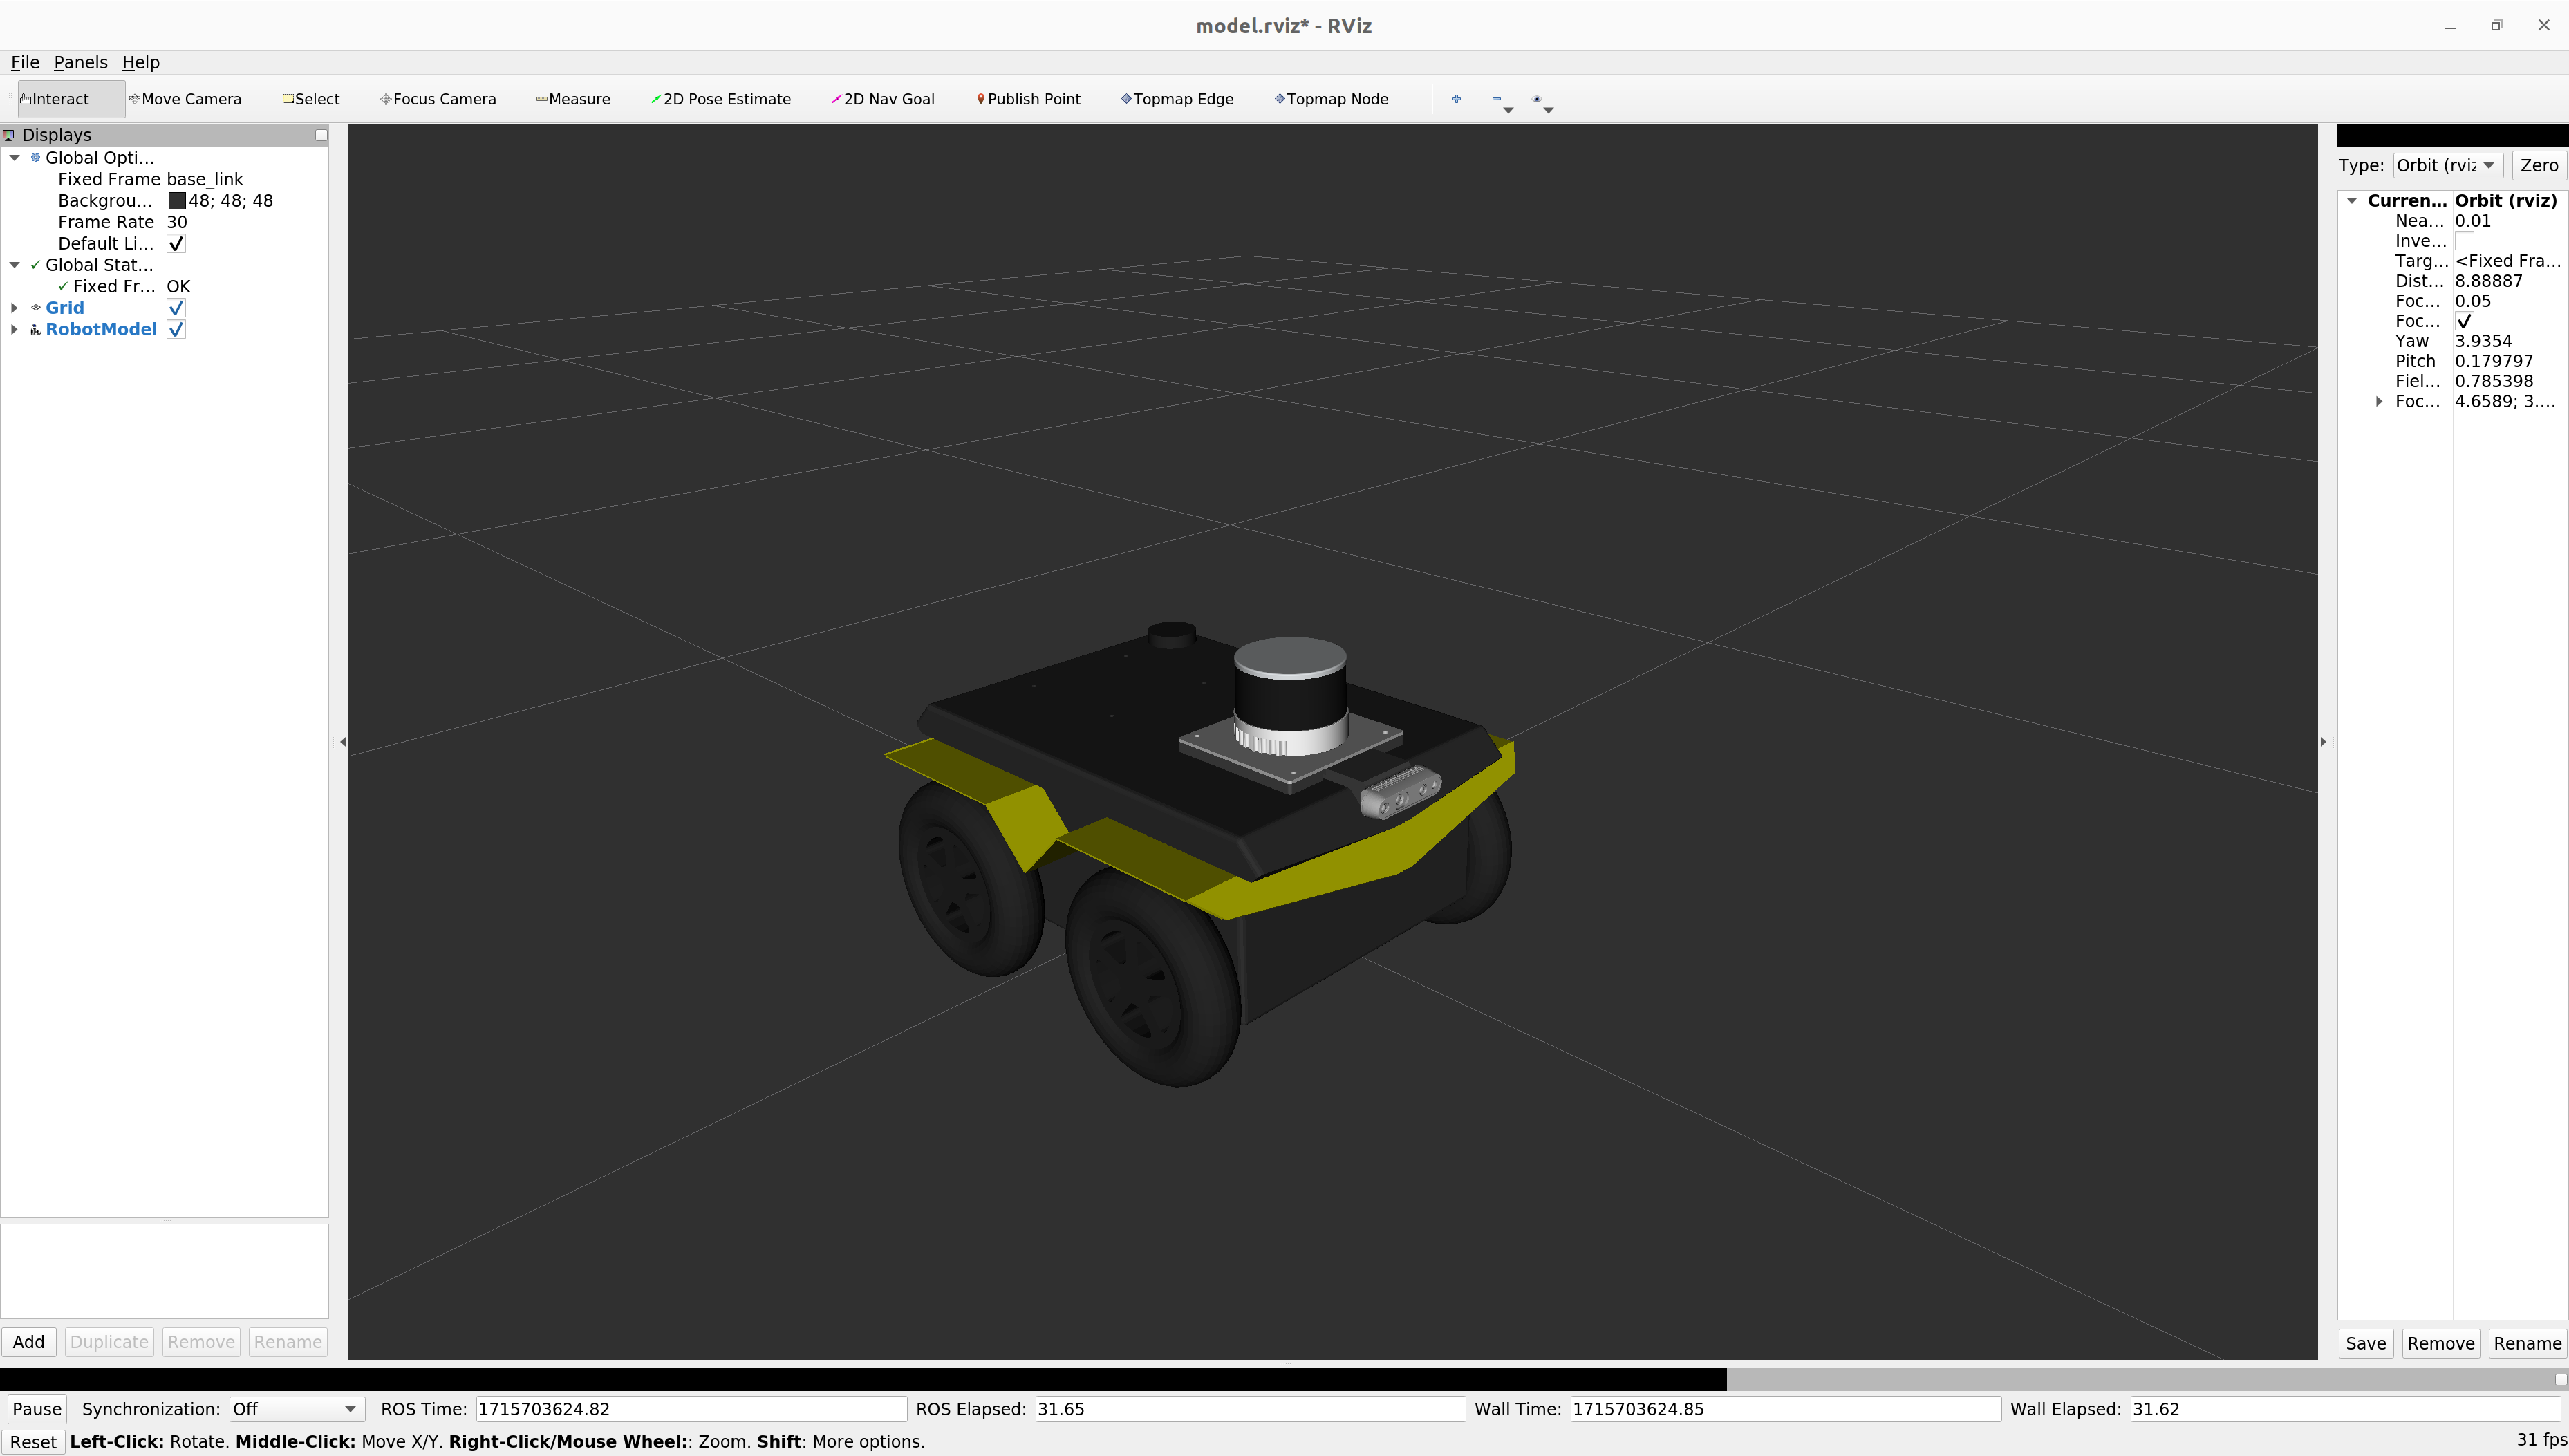 model.rviz* - RViz
File Panels Help
Interact Move Camera Select Focus Camera Measure 2D Pose Estimate 2D Nav Goal Publish Point Topmap Edge Topmap Node
Displays
Global Opti...
Fixed Frame base_link
Backgrou... 48; 48; 48
Frame Rate 30
Default Li...
Global Stat...
Fixed Fr... OK
Grid
RobotModel
Add Duplicate Remove Rename
Type: Orbit (rviz Zero
Curren... Orbit (rviz)
Nea... 0.01
Inve...
Targ... <Fixed Fra...
Dist... 8.88887
Foc... 0.05
Foc...
Yaw 3.9354
Pitch 0.179797
Fiel... 0.785398
Foc... 4.6589; 3....
Save Remove Rename
Pause Synchronization: Off ROS Time: 1715703624.82 ROS Elapsed: 31.65 Wall Time: 1715703624.85 Wall Elapsed: 31.62
Reset Left-Click: Rotate. Middle-Click: Move X/Y. Right-Click/Mouse Wheel:: Zoom. Shift: More options. 31 fps